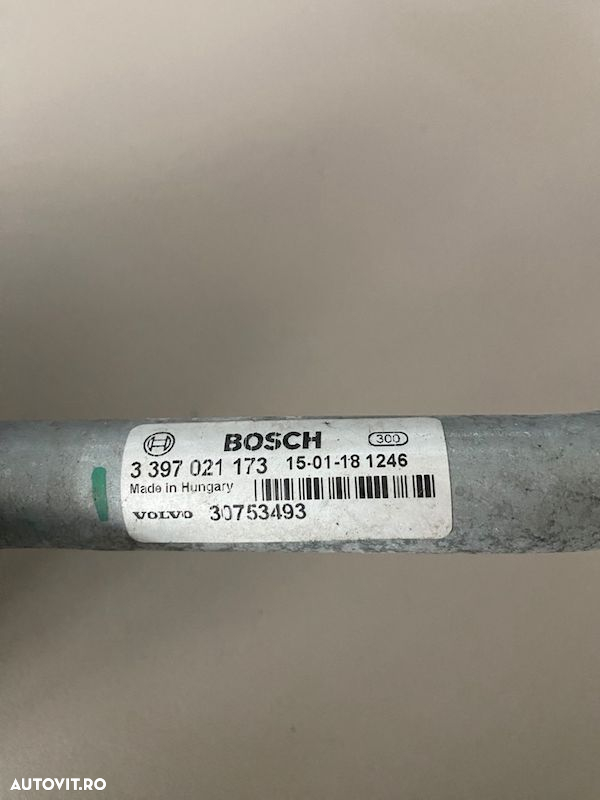 BOSCH 300
3 397 021 173 15-01-18 1246
Made in Hungary
VOLVO 30753493
AUTOVIT.RO